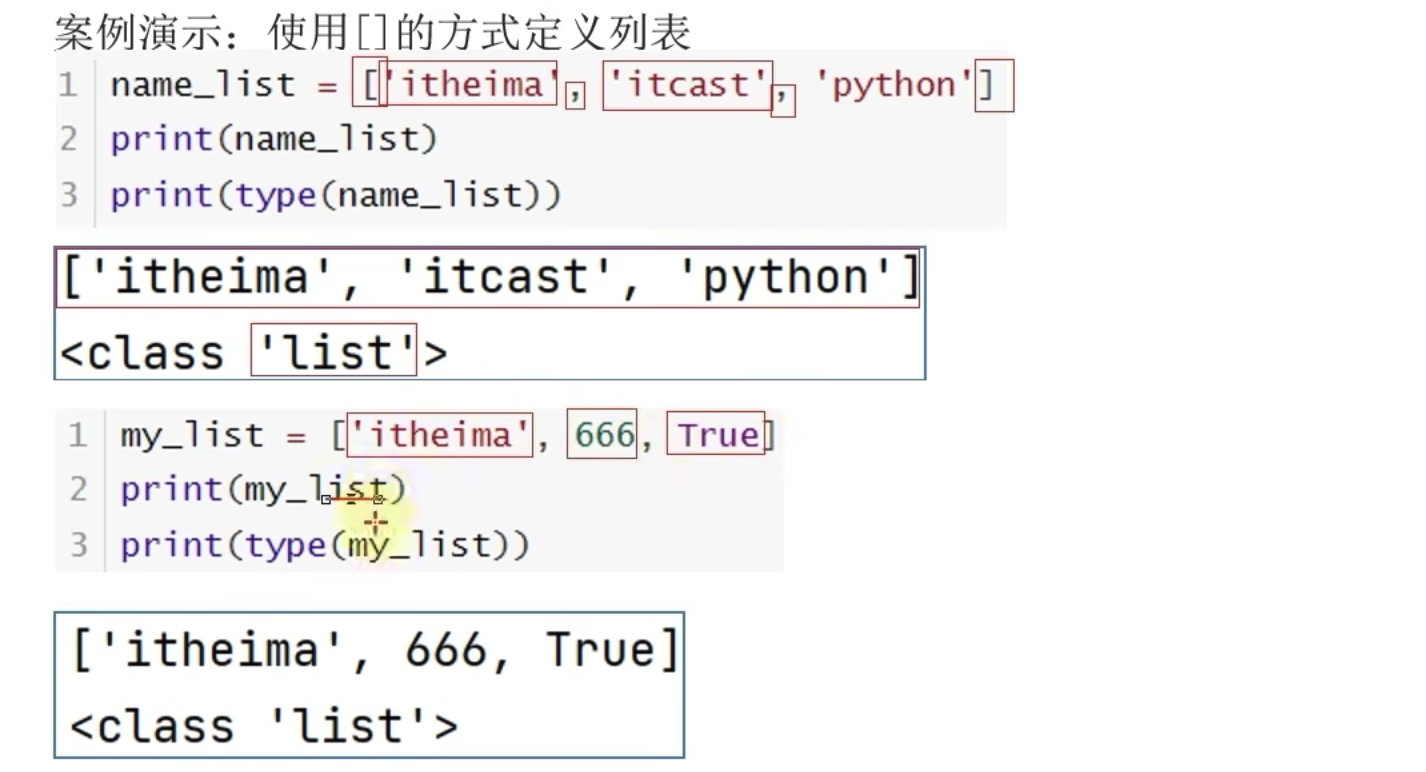 案例演示：使用[]的方式定义列表
1 name_list = ['itheima', 'itcast', 'python']
2 print(name_list)
3 print(type(name_list))
['itheima', 'itcast', 'python']
<class 'list'>
1 my_list = ['itheima', 666, True]
2 print(my_list)
3 print(type(my_list))
['itheima', 666, True]
<class 'list'>